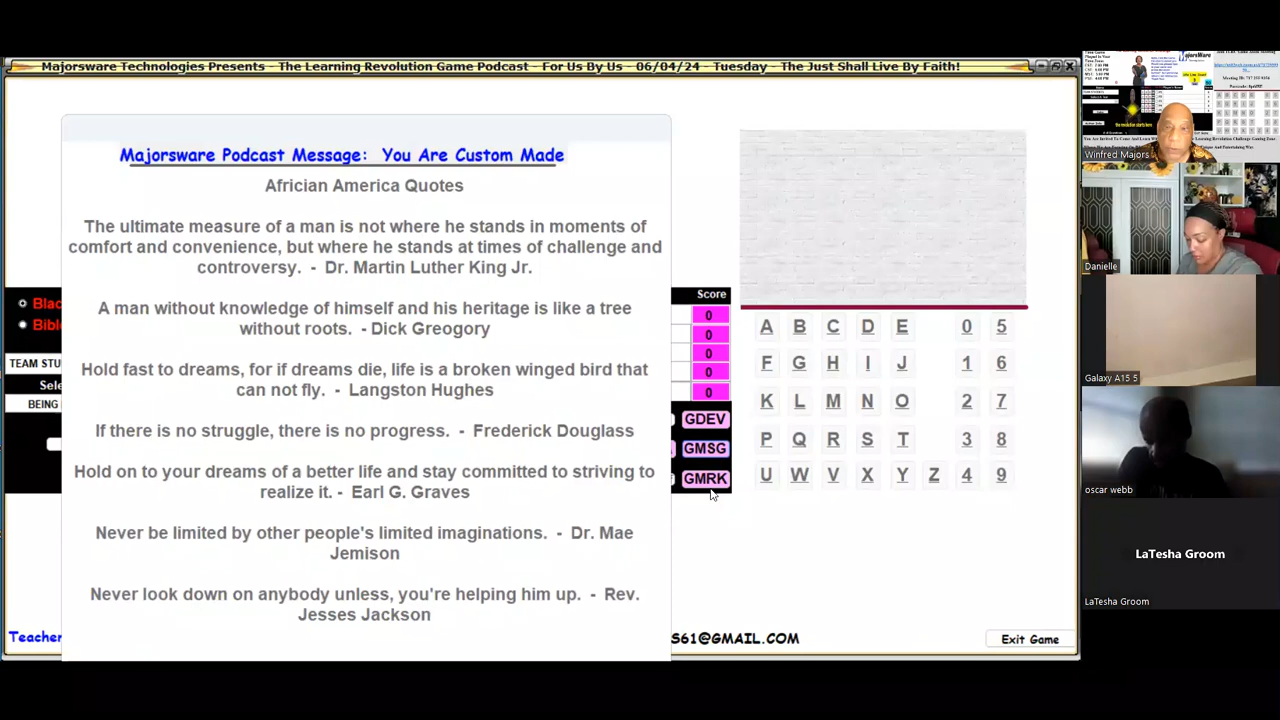 Majorsware Technologies Presents - The Learning Revolution Game Podcast - For Us By Us - 06/04/24 - Tuesday - The Just Shall Live By Faith!
Majorsware Podcast Message: You Are Custom Made
Africian America Quotes
The ultimate measure of a man is not where he stands in moments of
comfort and convenience, but where he stands at times of challenge and
controversy. - Dr. Martin Luther King Jr.
A man without knowledge of himself and his heritage is like a tree
without roots. - Dick Greogory
Hold fast to dreams, for if dreams die, life is a broken winged bird that
can not fly. - Langston Hughes
If there is no struggle, there is no progress. - Frederick Douglass
Hold on to your dreams of a better life and stay committed to striving to
realize it. - Earl G. Graves
Never be limited by other people's limited imaginations. - Dr. Mae
Jemison
Never look down on anybody unless, you're helping him up. - Rev.
Jesses Jackson
Blac
Bibl
TEAM STU
Sele
BEING
Teacher
Score
0
0
0
0
0
GDEV
GMSG
GMRK
A B C D E 0 5
F G H I J 1 6
K L M N O 2 7
P Q R S T 3 8
U W V X Y Z 4 9
S61@GMAIL.COM
Exit Game
Winfred Majors
Danielle
Galaxy A15 5
oscar webb
LaTesha Groom
LaTesha Groom